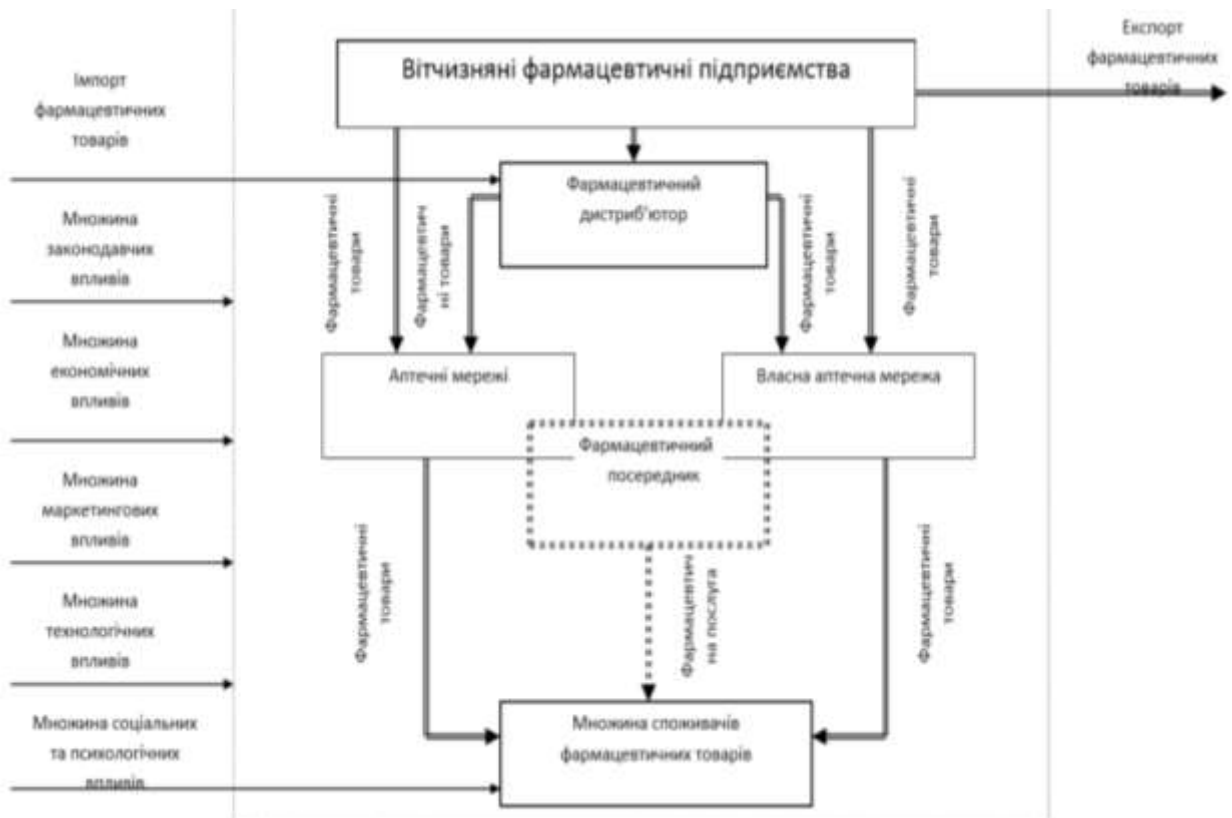 Вітчизняні фармацевтичні підприємства
Експорт
фармацевтичних
товарів
Імпорт
фармацевтичних
товарів
Фармацевтичний
дистриб'ютор
Множина
законодавчих
впливів
Множина
економічних
впливів
Множина
маркетингових
впливів
Множина
технологічних
впливів
Множина соціальних
та психологічних
впливів
Фармацевтичні
товари
Фармацевтич
ні товари
Фармацевтичні
товари
Фармацевтичні
товари
Аптечні мережі
Власна аптечна мережа
Фармацевтичний
посередник
Фармацевтичні
товари
Фармацевтич
на послуга
Фармацевтичні
товари
Множина споживачів
фармацевтичних товарів